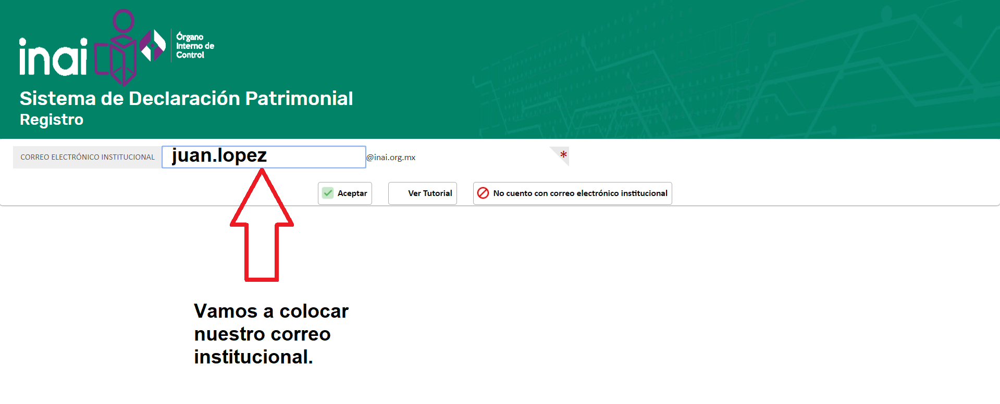 inai
Órgano
Interno de
Control
Sistema de Declaración Patrimonial
Registro
CORREO ELECTRÓNICO INSTITUCIONAL juan.lopez @inai.org.mx *
Aceptar Ver Tutorial No cuento con correo electrónico institucional
Vamos a colocar
nuestro correo
institucional.